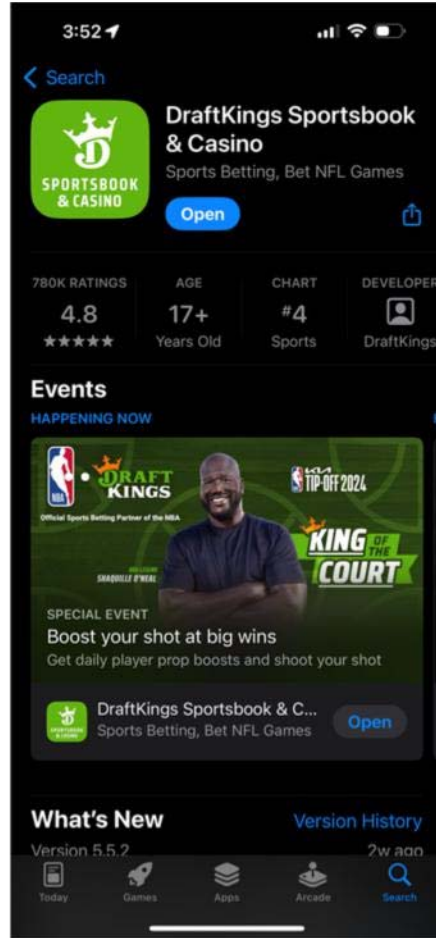 3:52
Search
DraftKings Sportsbook
& Casino
Sports Betting, Bet NFL Games
Open
SPORTSBOOK
& CASINO
780K RATINGS
AGE
CHART
DEVELOPER
4.8
17+
#4
Years Old
Sports
DraftKings
Events
HAPPENING NOW
NBA
DRAFT
KINGS
Official Sports Betting Partner of the NBA
KIA
TIP-OFF 2024
KING OF THE
COURT
SHAQUILLE O'NEAL
SPECIAL EVENT
Boost your shot at big wins
Get daily player prop boosts and shoot your shot
DraftKings Sportsbook & C...
Sports Betting, Bet NFL Games
Open
What's New
Version History
Version 5.5.2
2w ago
Today
Games
Apps
Arcade
Search